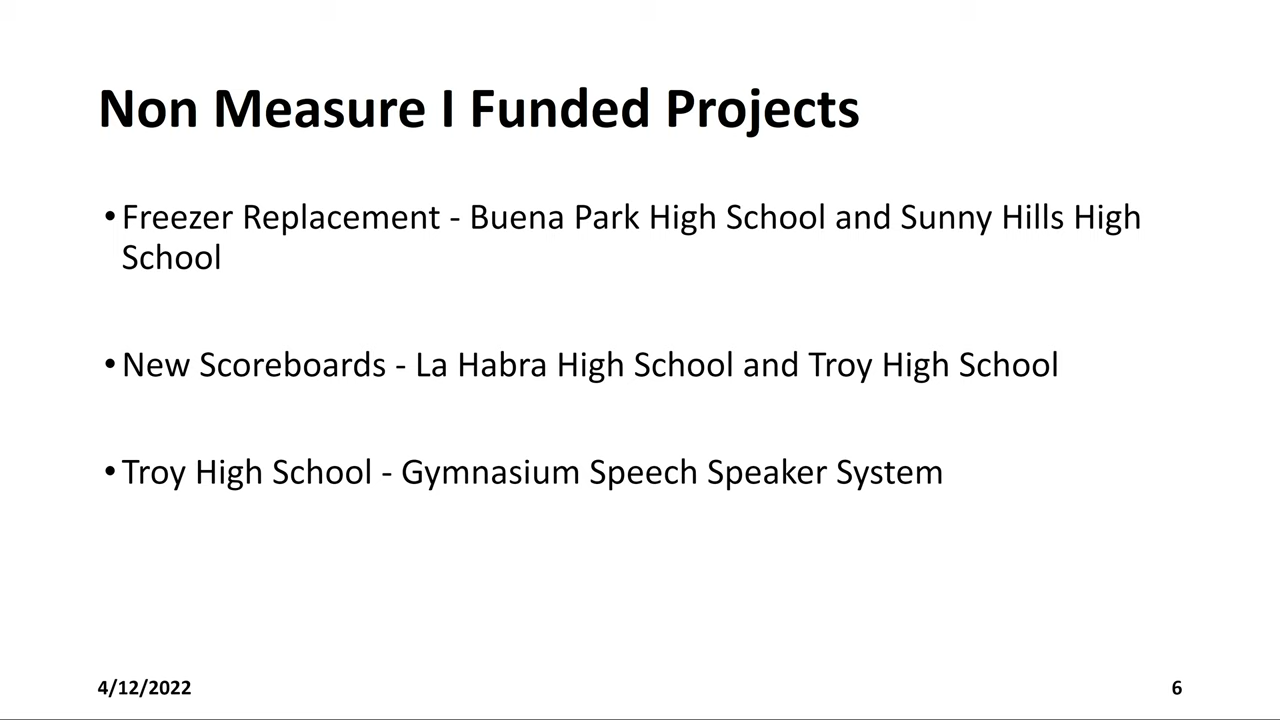 Non Measure I Funded Projects
•Freezer Replacement - Buena Park High School and Sunny Hills High
School
•New Scoreboards - La Habra High School and Troy High School
•Troy High School - Gymnasium Speech Speaker System
4/12/2022
6